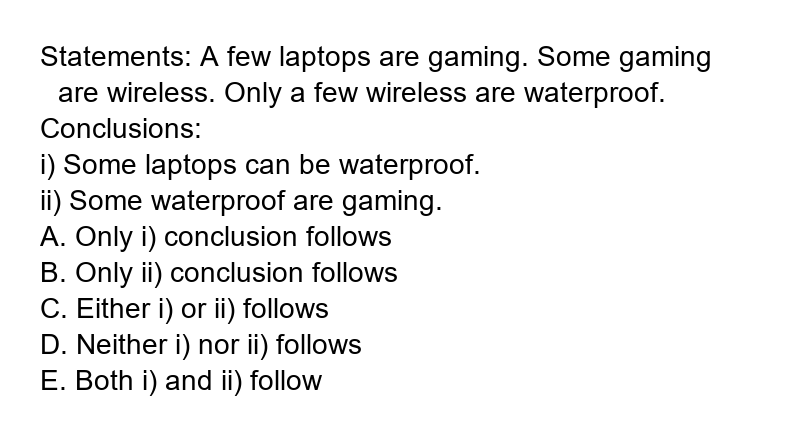 Statements: A few laptops are gaming. Some gaming
are wireless. Only a few wireless are waterproof.
Conclusions:
i) Some laptops can be waterproof.
ii) Some waterproof are gaming.
A. Only i) conclusion follows
B. Only ii) conclusion follows
C. Either i) or ii) follows
D. Neither i) nor ii) follows
E. Both i) and ii) follow